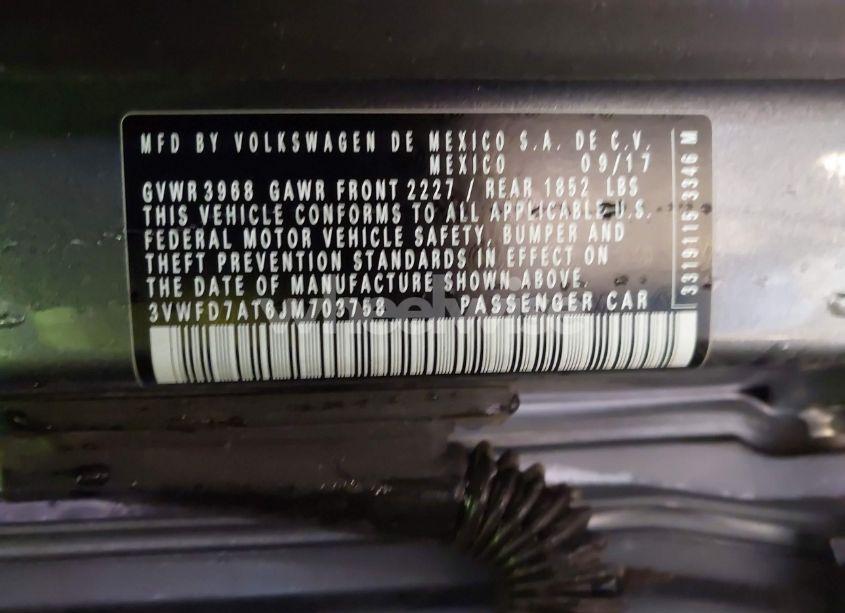 MFD BY VOLKSWAGEN DE MEXICO S.A. DE C.V.
MEXICO 09/17
GVWR 3968 GAWR FRONT 2227 / REAR 1852 LBS
THIS VEHICLE CONFORMS TO ALL APPLICABLE U.S.
FEDERAL MOTOR VEHICLE SAFETY, BUMPER AND
THEFT PREVENTION STANDARDS IN EFFECT ON
THE DATE OF MANUFACTURE SHOWN ABOVE.
3VWFD7AT6JM703758 PASSENGER CAR
3319115 3346 M